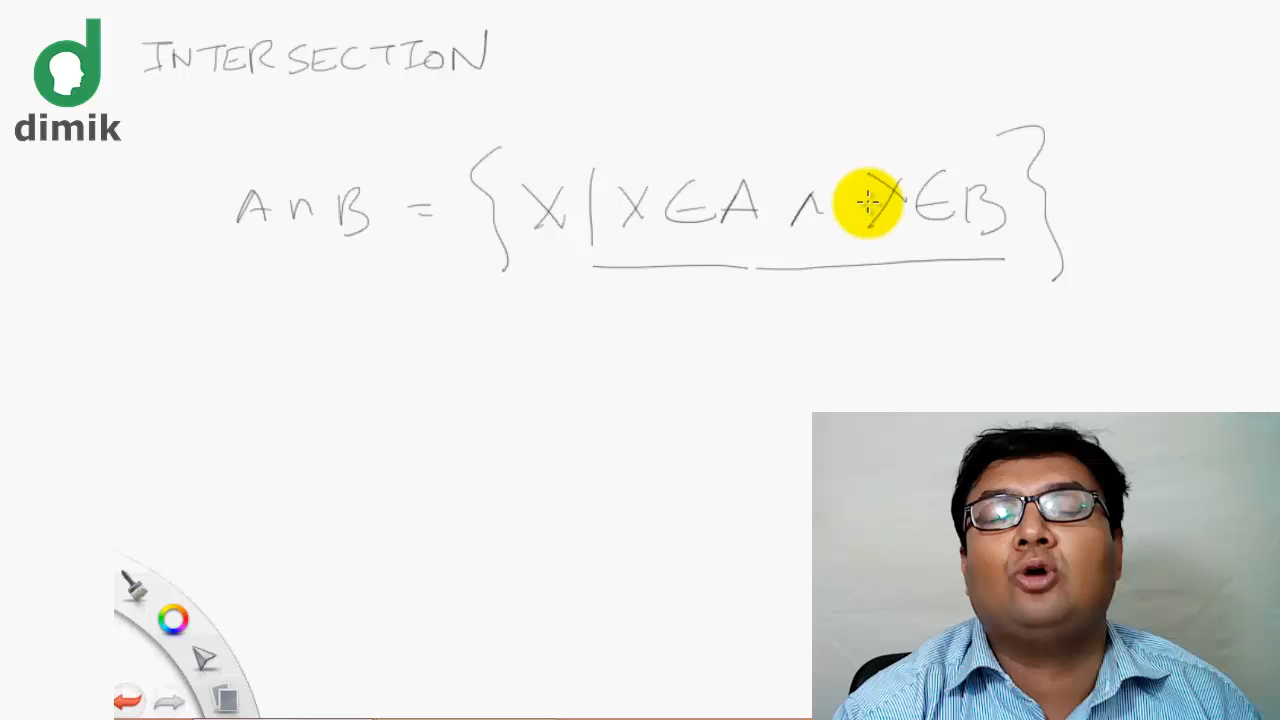 INTERSECTION
dimik
A ∩ B = { X | X ∈ A ∧ X ∈ B }